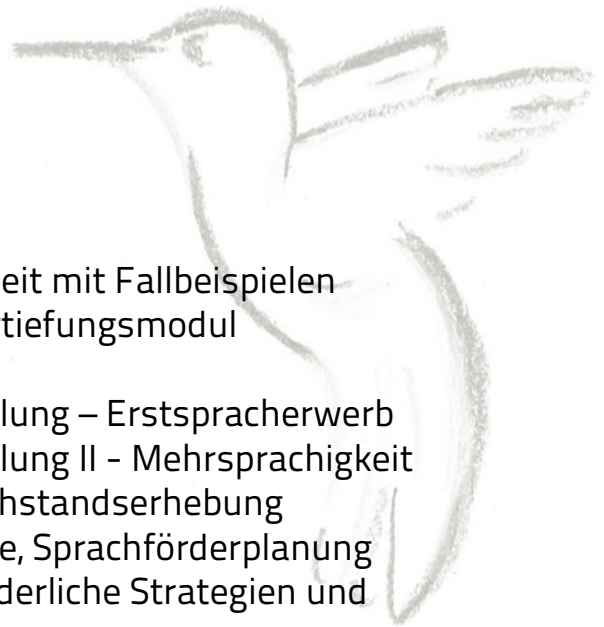 eit mit Fallbeispielen
tiefungsmodul
lung – Erstspracherwerb
lung II - Mehrsprachigkeit
hstandserhebung
e, Sprachförderplanung
derliche Strategien und